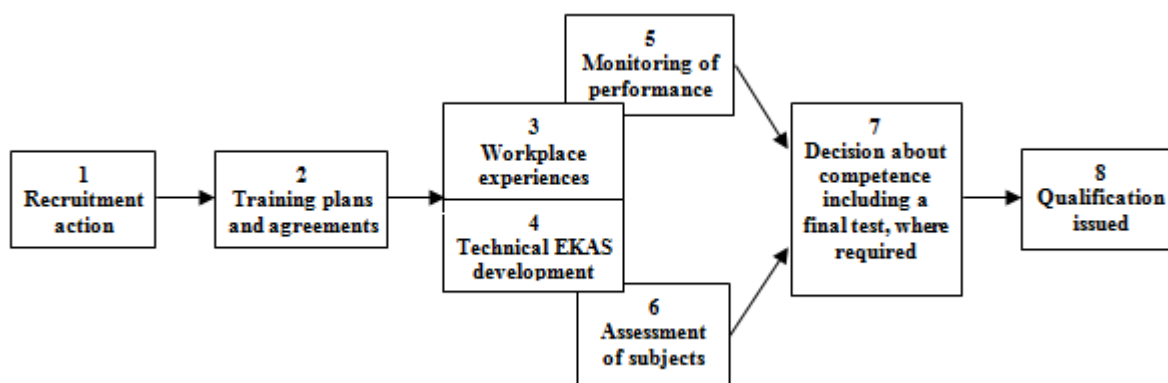 1
Recruitment
action
2
Training plans
and agreements
3
Workplace
experiences
4
Technical EKAS
development
5
Monitoring of
performance
6
Assessment
of subjects
7
Decision about
competence
including a
final test, where
required
8
Qualification
issued